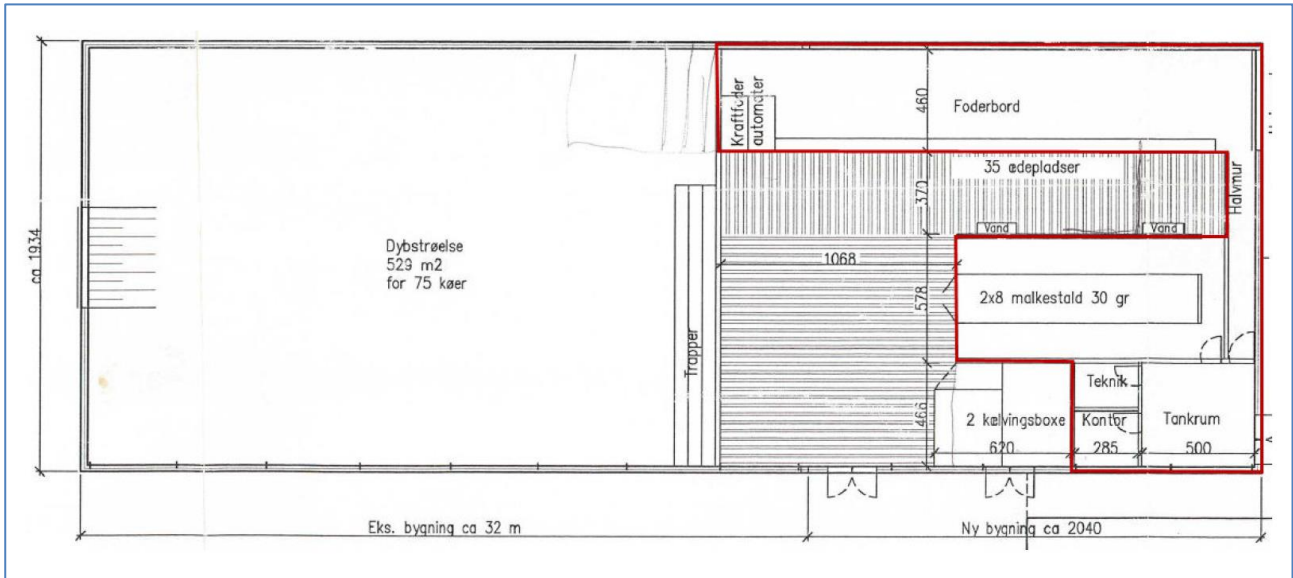 Kraftfoder
automater
460
Foderbord
35 ædepladser
370
Halvmur
Vand
Vand
ca 1934
Dybstrøelse
529 m2
for 75 køer
1068
578
2x8 malkestald 30 gr
Trapper
Teknik
466
2 kælvingsboxe
Kontor
Tankrum
620
285
500
Eks. bygning ca 32 m
Ny bygning ca 2040